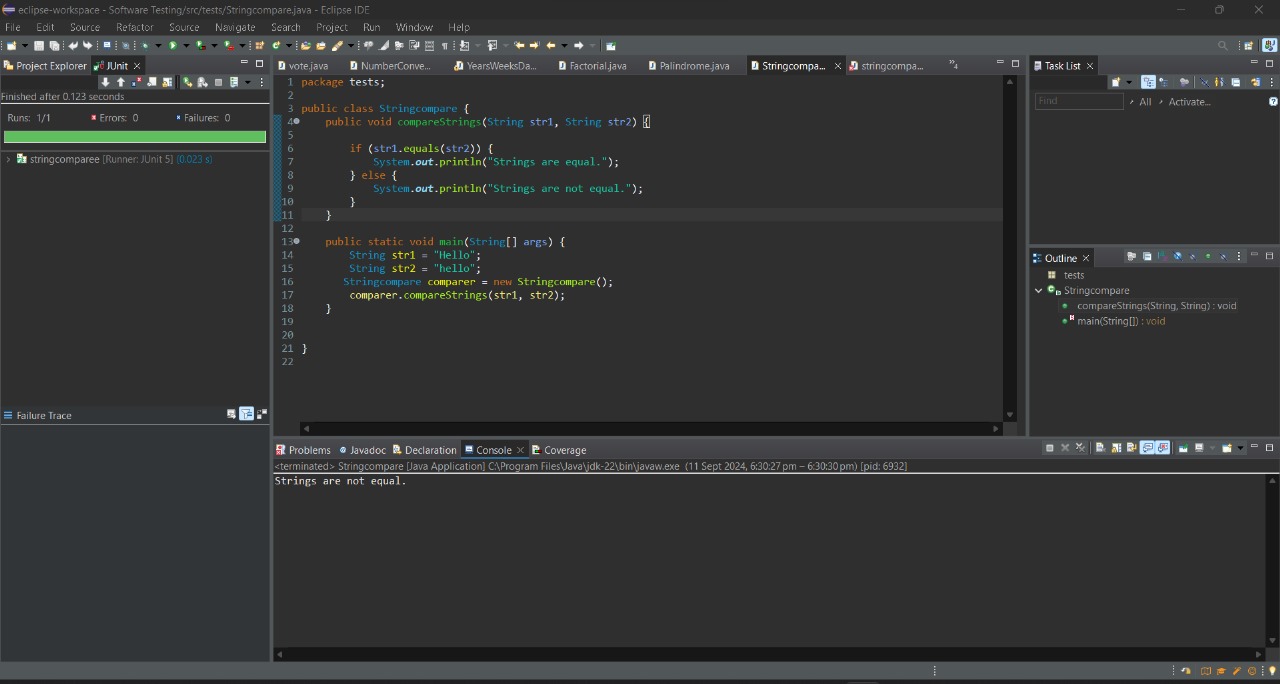 eclipse-workspace - Software Testing/src/tests/Stringcompare.java - Eclipse IDE
File Edit Source Refactor Source Navigate Search Project Run Window Help
Project Explorer JUnit
Finished after 0.123 seconds
Runs: 1/1 Errors: 0 Failures: 0
stringcomparee [Runner: JUnit 5] (0.023 s)
Failure Trace
vote.java NumberConve... YearsWeeksDa... Factorial.java Palindrome.java Stringcompa... stringcompa... »4
1 package tests;
2
3 public class Stringcompare {
4 public void compareStrings(String str1, String str2) {
5
6 if (str1.equals(str2)) {
7 System.out.println("Strings are equal.");
8 } else {
9 System.out.println("Strings are not equal.");
10 }
11 }
12
13 public static void main(String[] args) {
14 String str1 = "Hello";
15 String str2 = "hello";
16 Stringcompare comparer = new Stringcompare();
17 comparer.compareStrings(str1, str2);
18 }
19
20
21 }
22
Task List
Find All Activate...
Outline
tests
Stringcompare
compareStrings(String, String) : void
main(String[]) : void
Problems Javadoc Declaration Console Coverage
<terminated> Stringcompare [Java Application] C:\Program Files\Java\jdk-22\bin\javaw.exe (11 Sept 2024, 6:30:27 pm – 6:30:30 pm) [pid: 6932]
Strings are not equal.